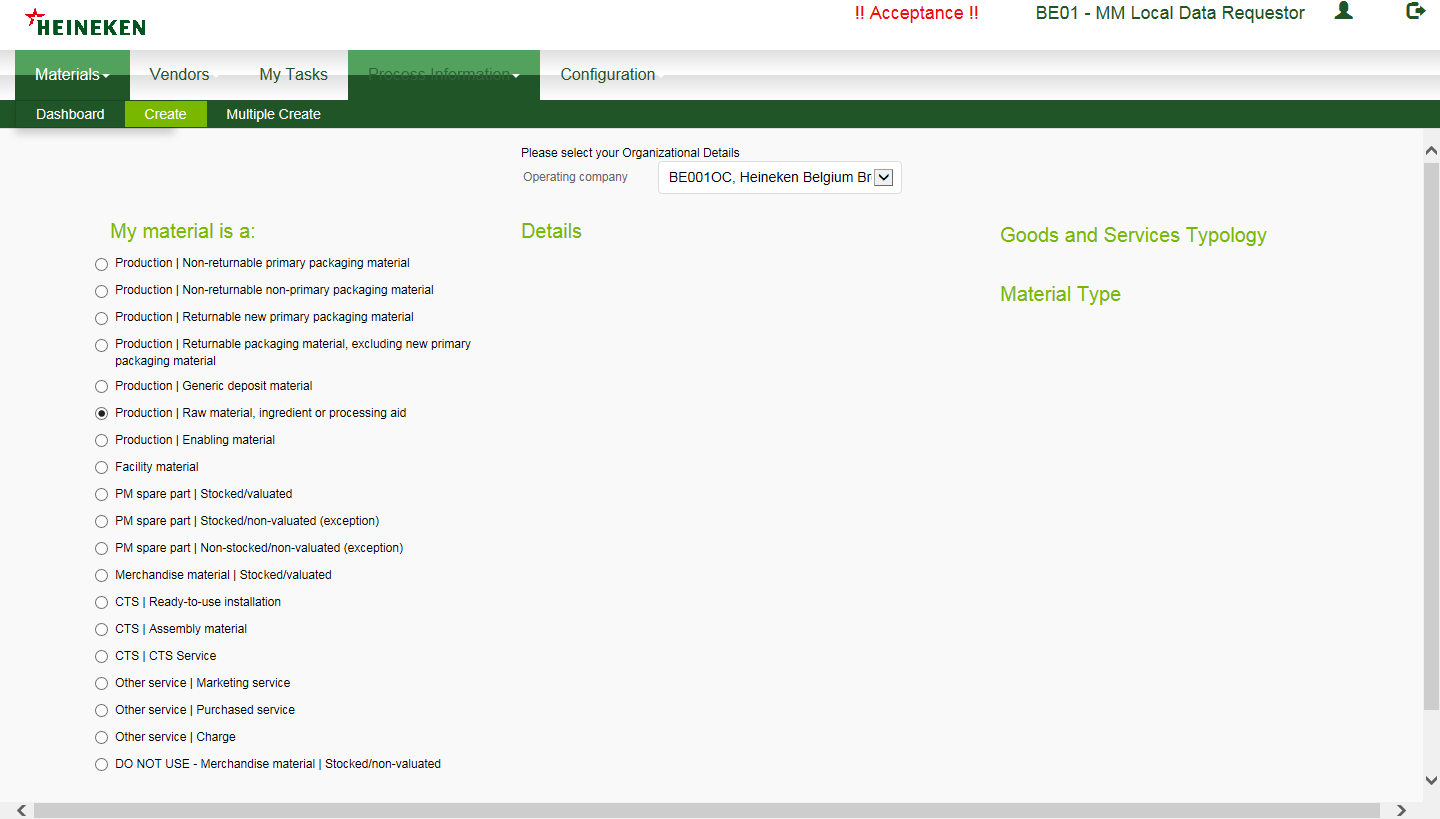 HEINEKEN
!! Acceptance !!
BE01 - MM Local Data Requestor
Materials
Vendors
My Tasks
Process Information
Configuration
Dashboard
Create
Multiple Create
Please select your Organizational Details
Operating company
BE001OC, Heineken Belgium Br
My material is a:
Production | Non-returnable primary packaging material
Production | Non-returnable non-primary packaging material
Production | Returnable new primary packaging material
Production | Returnable packaging material, excluding new primary
packaging material
Production | Generic deposit material
Production | Raw material, ingredient or processing aid
Production | Enabling material
Facility material
PM spare part | Stocked/valuated
PM spare part | Stocked/non-valuated (exception)
PM spare part | Non-stocked/non-valuated (exception)
Merchandise material | Stocked/valuated
CTS | Ready-to-use installation
CTS | Assembly material
CTS | CTS Service
Other service | Marketing service
Other service | Purchased service
Other service | Charge
DO NOT USE - Merchandise material | Stocked/non-valuated
Details
Goods and Services Typology
Material Type